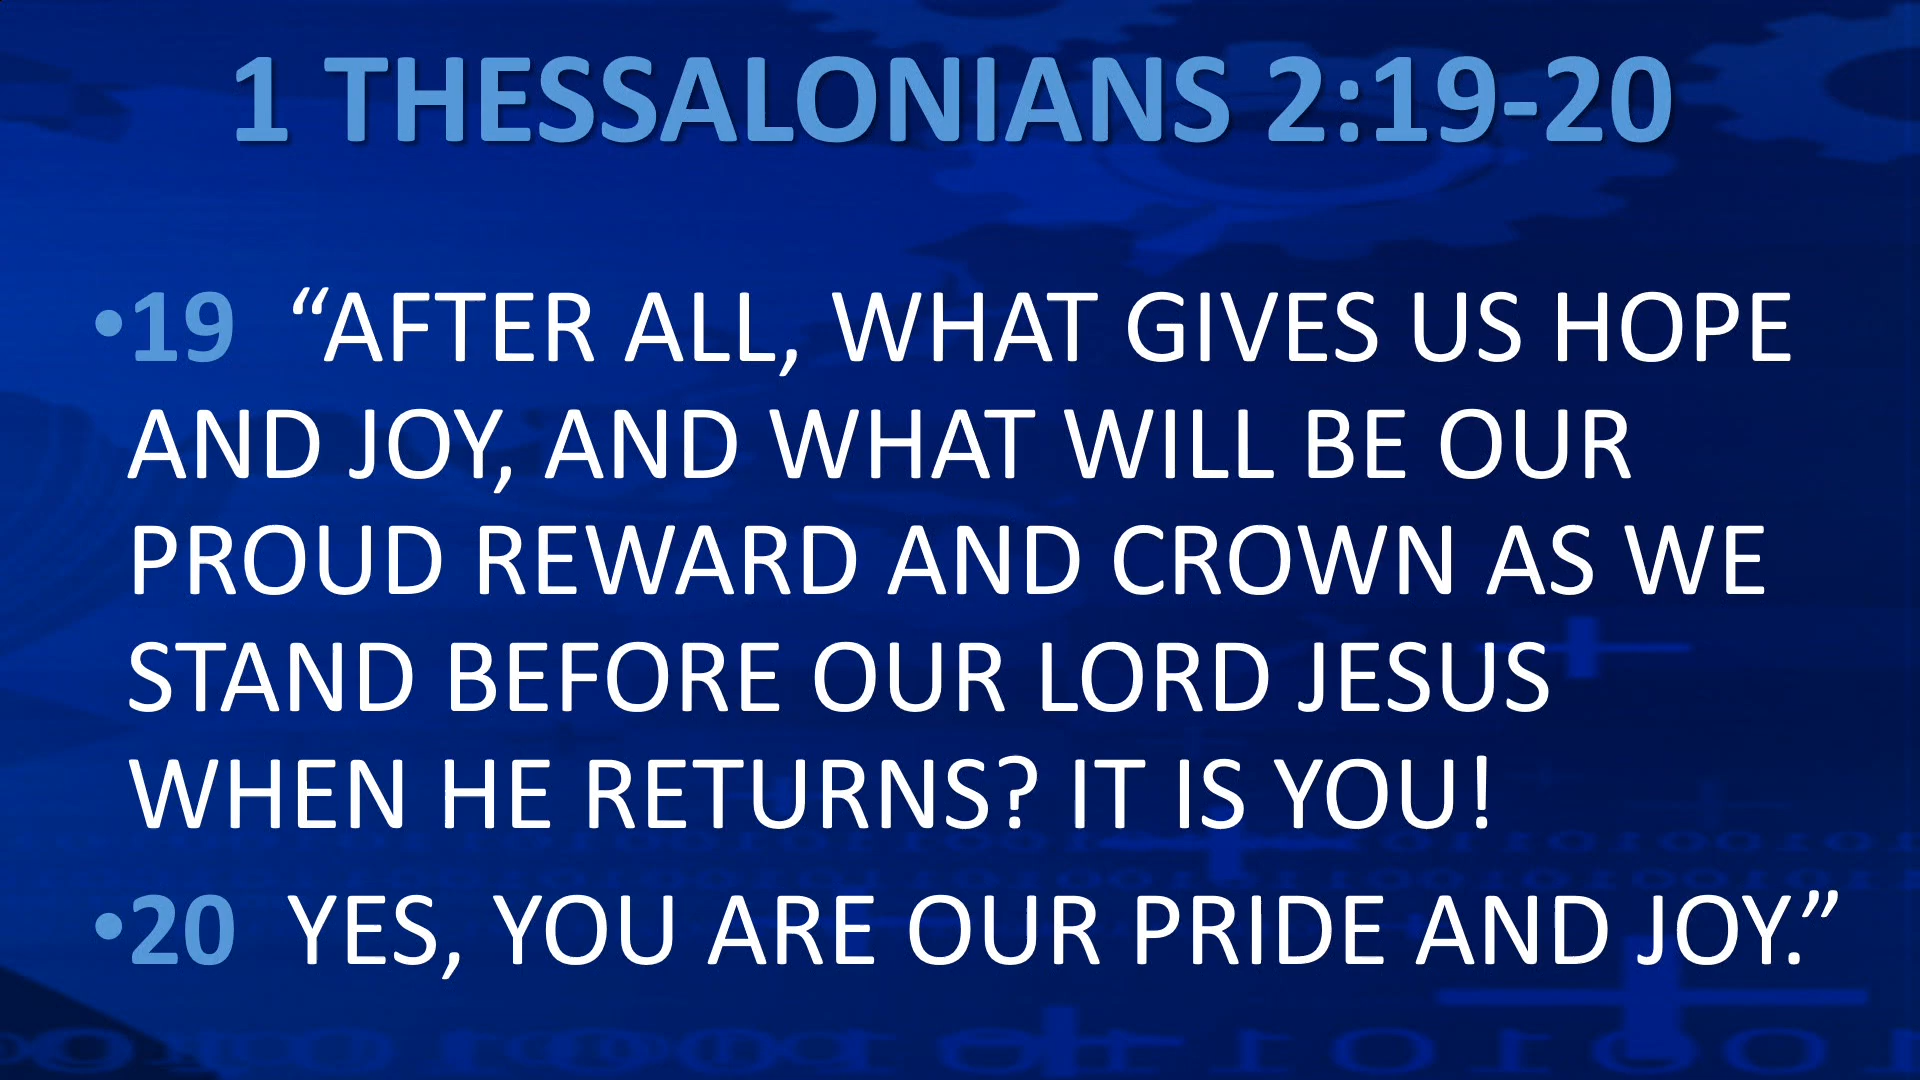 1 THESSALONIANS 2:19-20
•19 “AFTER ALL, WHAT GIVES US HOPE
AND JOY, AND WHAT WILL BE OUR
PROUD REWARD AND CROWN AS WE
STAND BEFORE OUR LORD JESUS
WHEN HE RETURNS? IT IS YOU!
•20 YES, YOU ARE OUR PRIDE AND JOY.”